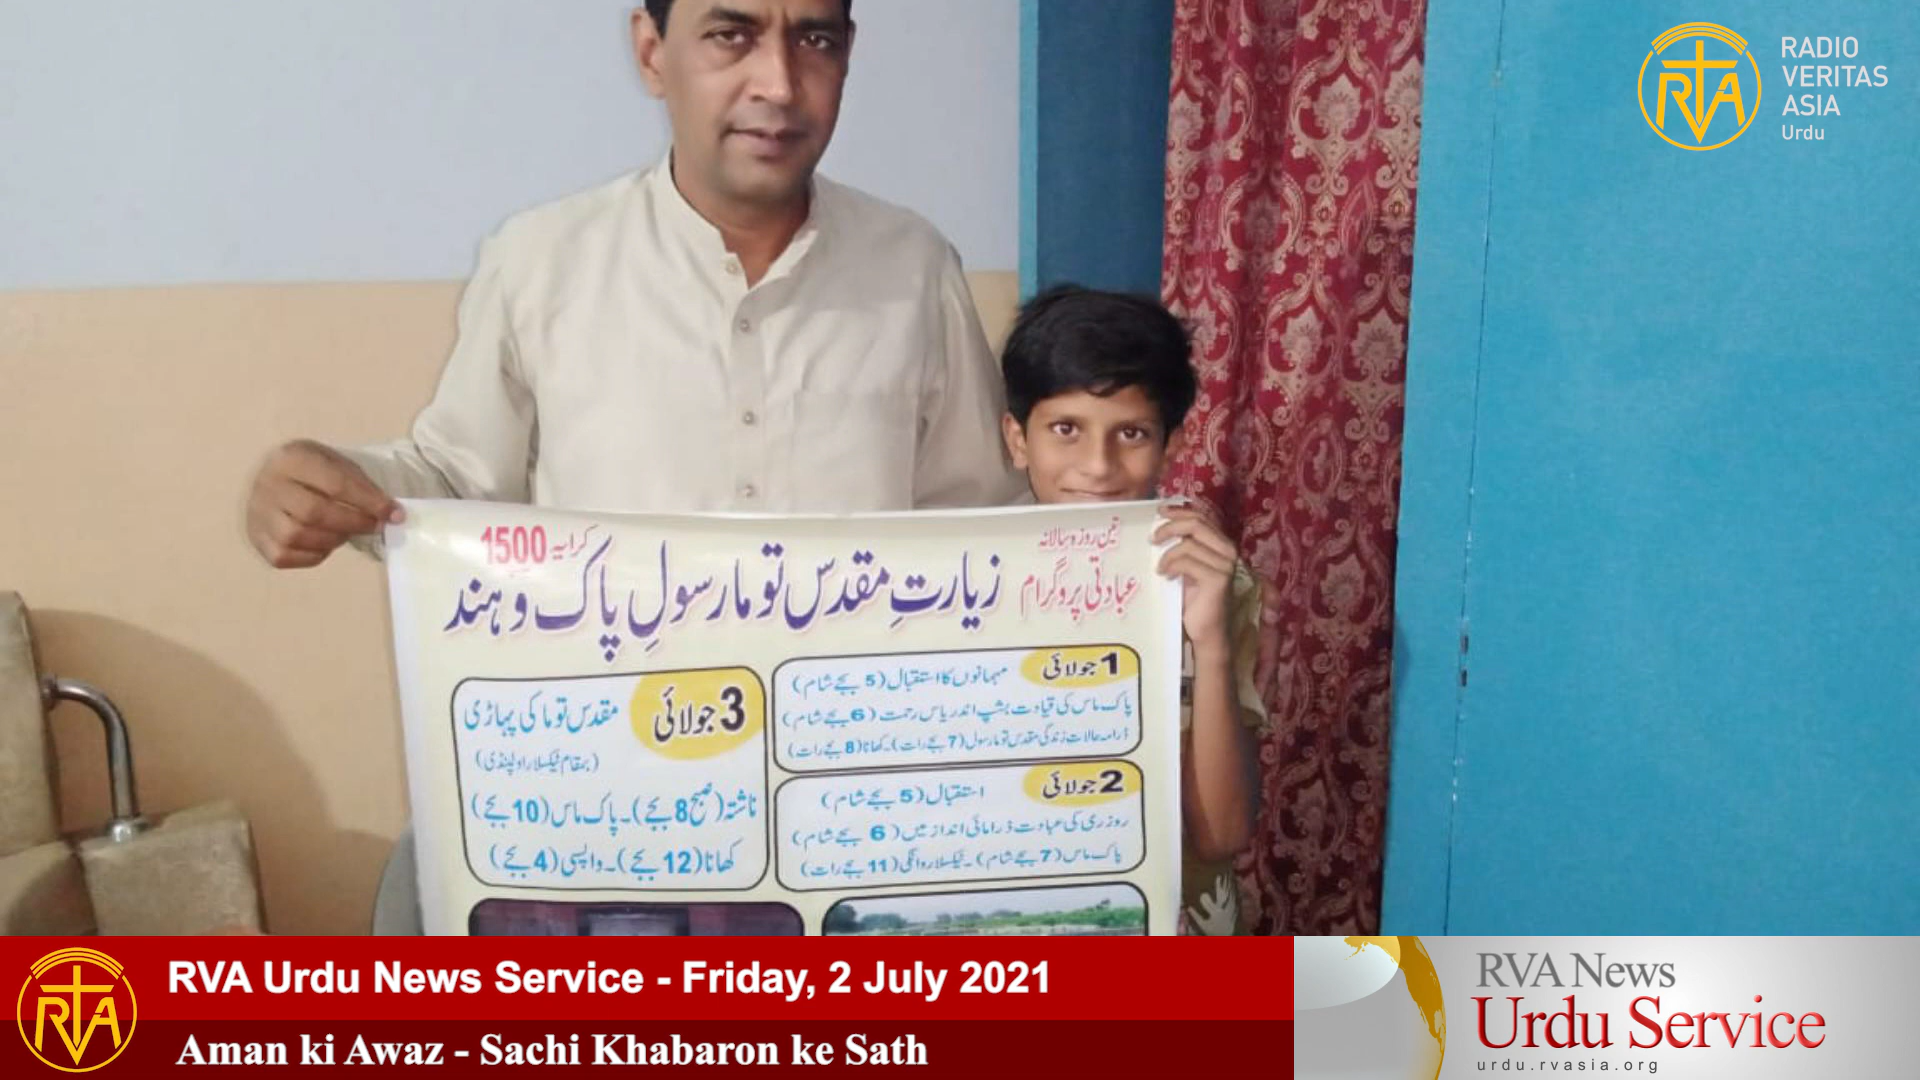 RADIO
VERITAS
ASIA
Urdu
RVA
تین روزہ سالانہ
عبادتی پروگرام
کرایہ =1500
زیارتِ مقدس توما رسولِ پاک و ہند
1 جولائی
مہمانوں کا استقبال (5 بجے شام)
پاک ماس کی قیادت بشپ اندریاس رحمت (6 بجے شام)
ڈرامہ حالات زندگی مقدس توما رسول (7 بجے رات)۔ کھانا (8 بجے رات)
2 جولائی
استقبال (5 بجے شام)
روزری کی عبادت ڈرامائی انداز میں (6 بجے شام)
پاک ماس (7 بجے شام)۔ ٹیکسلا روانگی (11 بجے رات)
3 جولائی
مقدس توما کی پہاڑی
(بمقام ٹیکسلا راولپنڈی)
ناشتہ (صبح 8 بجے)۔ پاک ماس (10 بجے)
کھانا (12 بجے)۔ واپسی (4 بجے)
RVA
RVA Urdu News Service - Friday, 2 July 2021
Aman ki Awaz - Sachi Khabaron ke Sath
RVA News
Urdu Service
urdu.rvasia.org